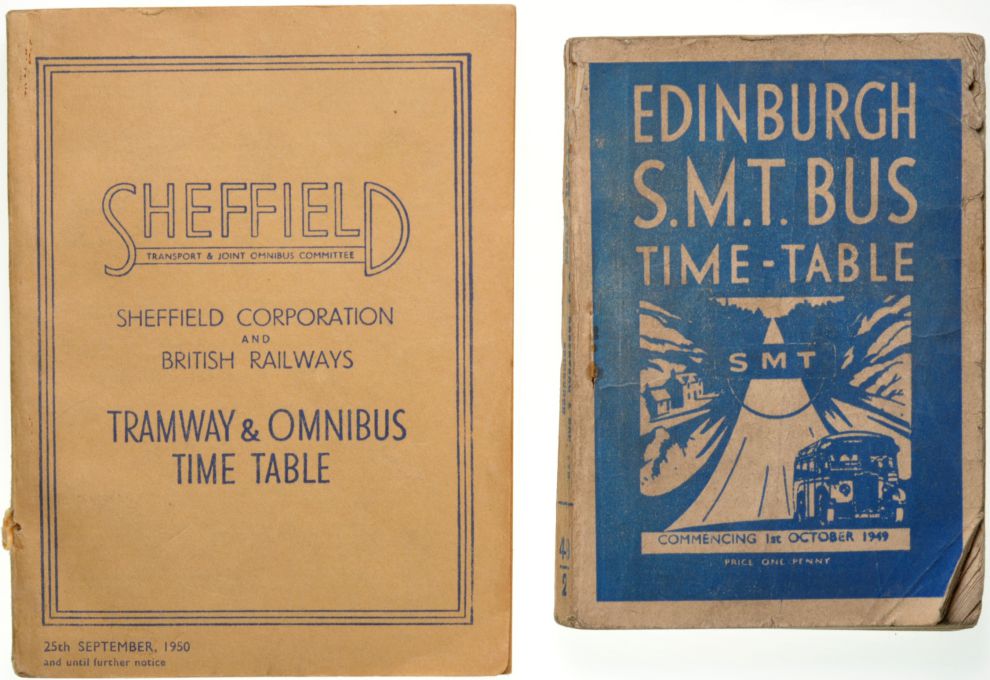 SHEFFIELD
TRANSPORT & JOINT OMNIBUS COMMITTEE
SHEFFIELD CORPORATION
AND
BRITISH RAILWAYS
TRAMWAY & OMNIBUS
TIME TABLE
25th SEPTEMBER, 1950
and until further notice
EDINBURGH
S.M.T. BUS
TIME-TABLE
SMT
COMMENCING 1st OCTOBER 1949
PRICE ONE PENNY